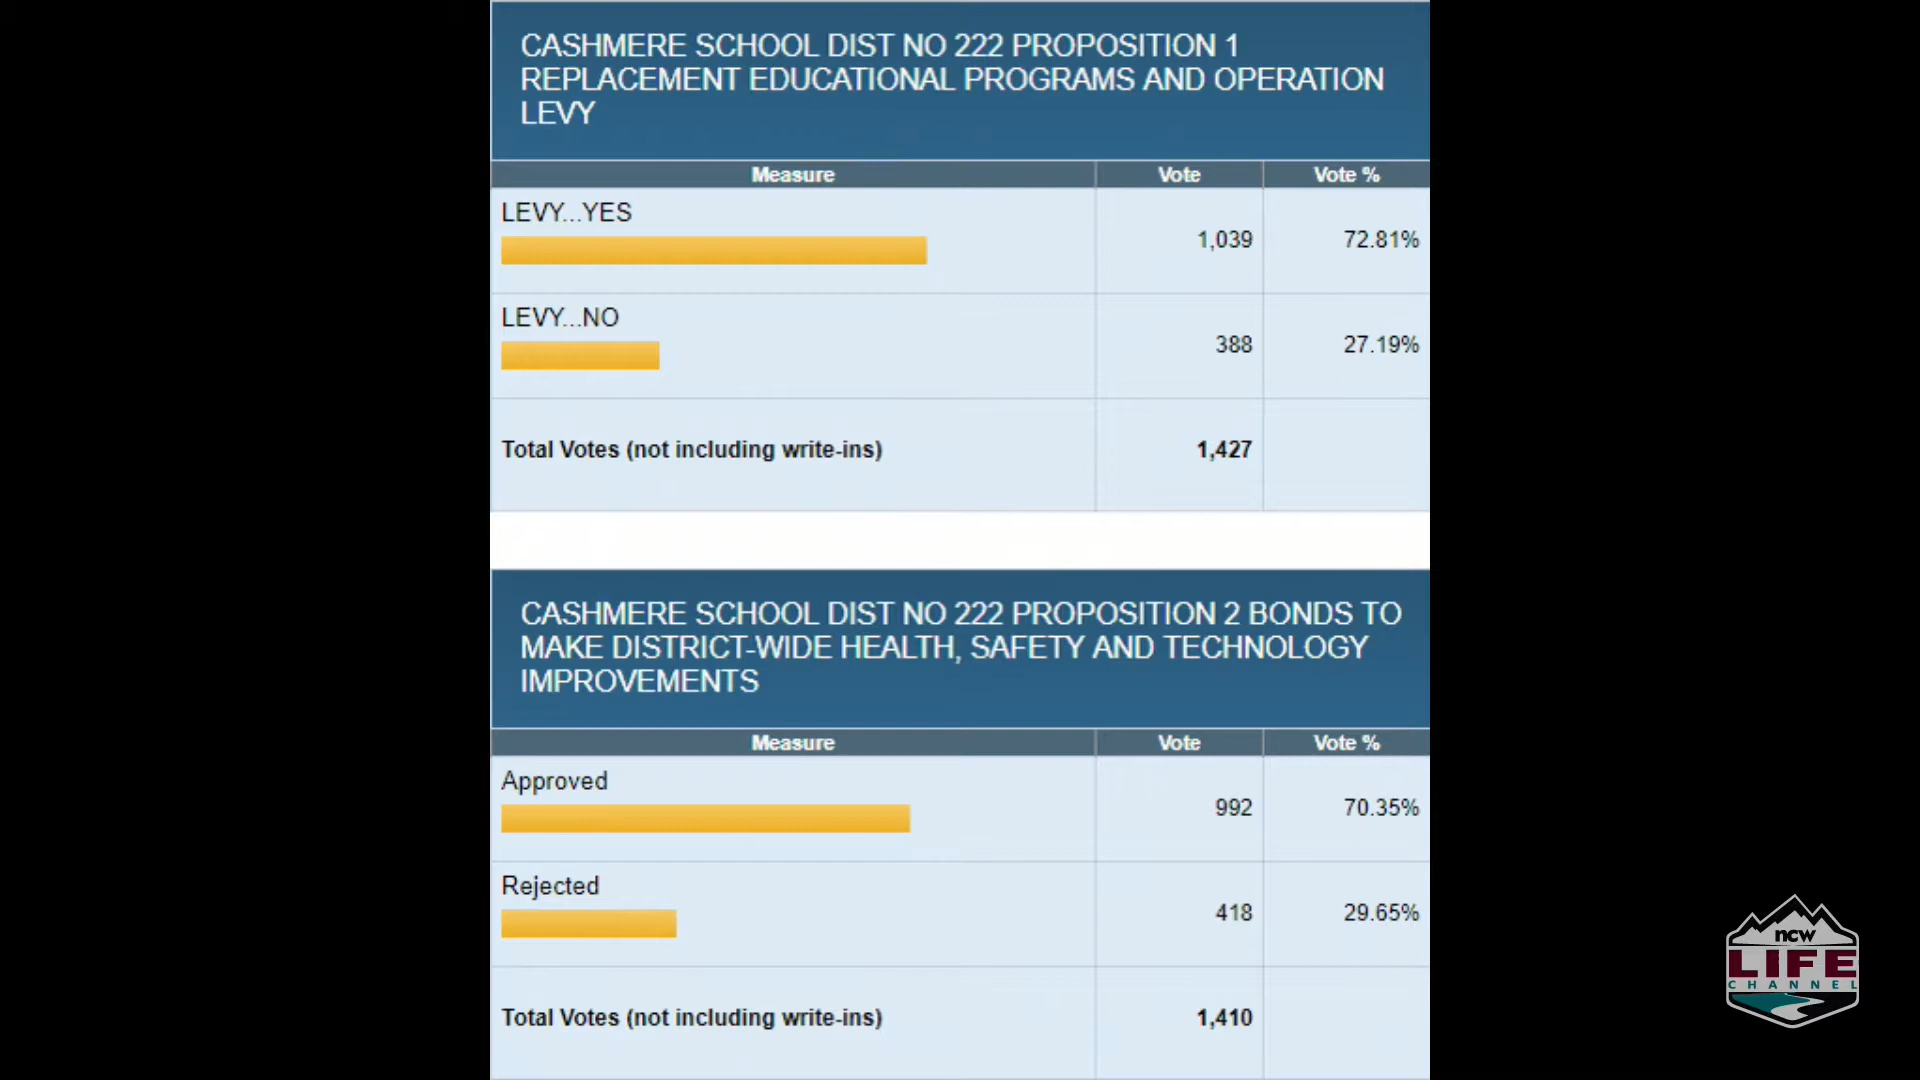 CASHMERE SCHOOL DIST NO 222 PROPOSITION 1
REPLACEMENT EDUCATIONAL PROGRAMS AND OPERATION
LEVY
Measure Vote Vote %
LEVY...YES
1,039 72.81%
LEVY...NO
388 27.19%
Total Votes (not including write-ins) 1,427
CASHMERE SCHOOL DIST NO 222 PROPOSITION 2 BONDS TO
MAKE DISTRICT-WIDE HEALTH, SAFETY AND TECHNOLOGY
IMPROVEMENTS
Measure Vote Vote %
Approved
992 70.35%
Rejected
418 29.65%
Total Votes (not including write-ins) 1,410
ncw
LIFE
CHANNEL